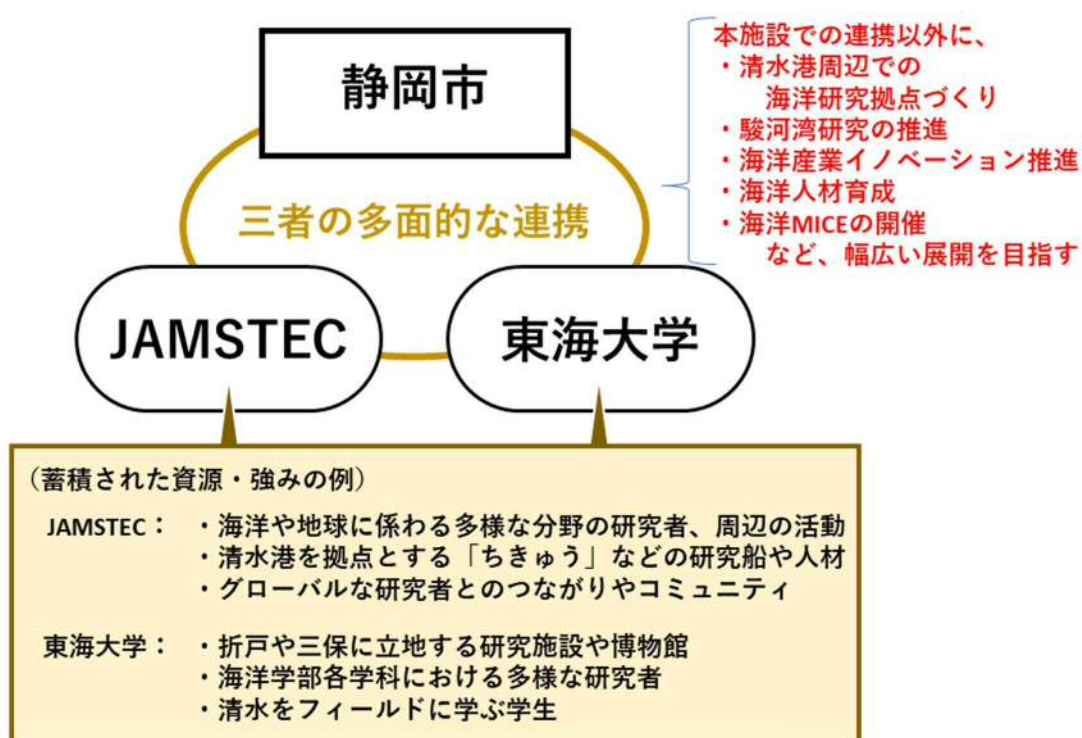 静岡市
三者の多面的な連携
JAMSTEC
東海大学
本施設での連携以外に、
・清水港周辺での
海洋研究拠点づくり
・駿河湾研究の推進
・海洋産業イノベーション推進
・海洋人材育成
・海洋MICEの開催
など、幅広い展開を目指す
（蓄積された資源・強みの例）
JAMSTEC： ・海洋や地球に係わる多様な分野の研究者、周辺の活動
・清水港を拠点とする「ちきゅう」などの研究船や人材
・グローバルな研究者とのつながりやコミュニティ
東海大学： ・折戸や三保に立地する研究施設や博物館
・海洋学部各学科における多様な研究者
・清水をフィールドに学ぶ学生